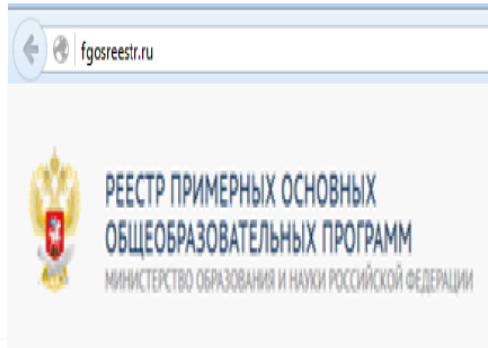 fgosreestr.ru
РЕЕСТР ПРИМЕРНЫХ ОСНОВНЫХ
ОБЩЕОБРАЗОВАТЕЛЬНЫХ ПРОГРАММ
МИНИСТЕРСТВО ОБРАЗОВАНИЯ И НАУКИ РОССИЙСКОЙ ФЕДЕРАЦИИ